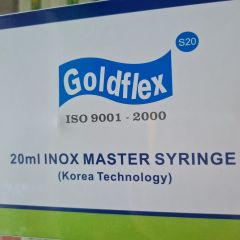 S20
Goldflex
ISO 9001 - 2000
20ml INOX MASTER SYRINGE
(Korea Technology)